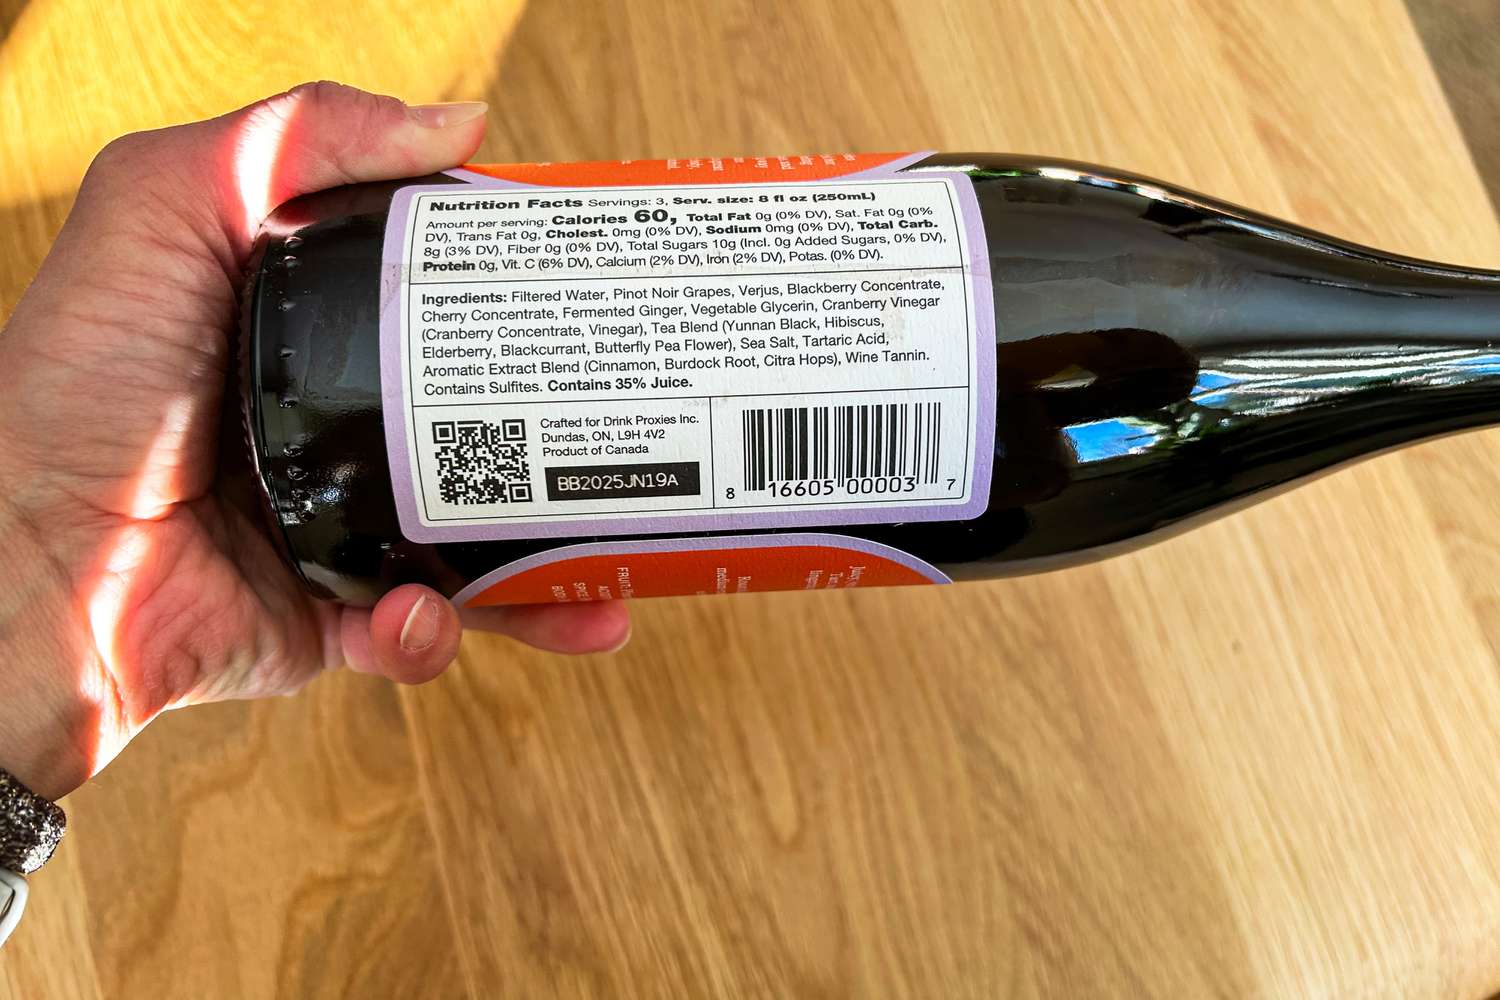 Nutrition Facts Servings: 3, Serv. size: 8 fl oz (250mL)
Amount per serving: Calories 60, Total Fat 0g (0% DV), Sat. Fat 0g (0%
DV), Trans Fat 0g, Cholest. 0mg (0% DV), Sodium 0mg (0% DV), Total Carb.
8g (3% DV), Fiber 0g (0% DV), Total Sugars 10g (Incl. 0g Added Sugars, 0% DV),
Protein 0g, Vit. C (6% DV), Calcium (2% DV), Iron (2% DV), Potas. (0% DV).
Ingredients: Filtered Water, Pinot Noir Grapes, Verjus, Blackberry Concentrate,
Cherry Concentrate, Fermented Ginger, Vegetable Glycerin, Cranberry Vinegar
(Cranberry Concentrate, Vinegar), Tea Blend (Yunnan Black, Hibiscus,
Elderberry, Blackcurrant, Butterfly Pea Flower), Sea Salt, Tartaric Acid,
Aromatic Extract Blend (Cinnamon, Burdock Root, Citra Hops), Wine Tannin.
Contains Sulfites. Contains 35% Juice.
Crafted for Drink Proxies Inc.
Dundas, ON, L9H 4V2
Product of Canada
BB2025JN19A
8 16605 00003 7